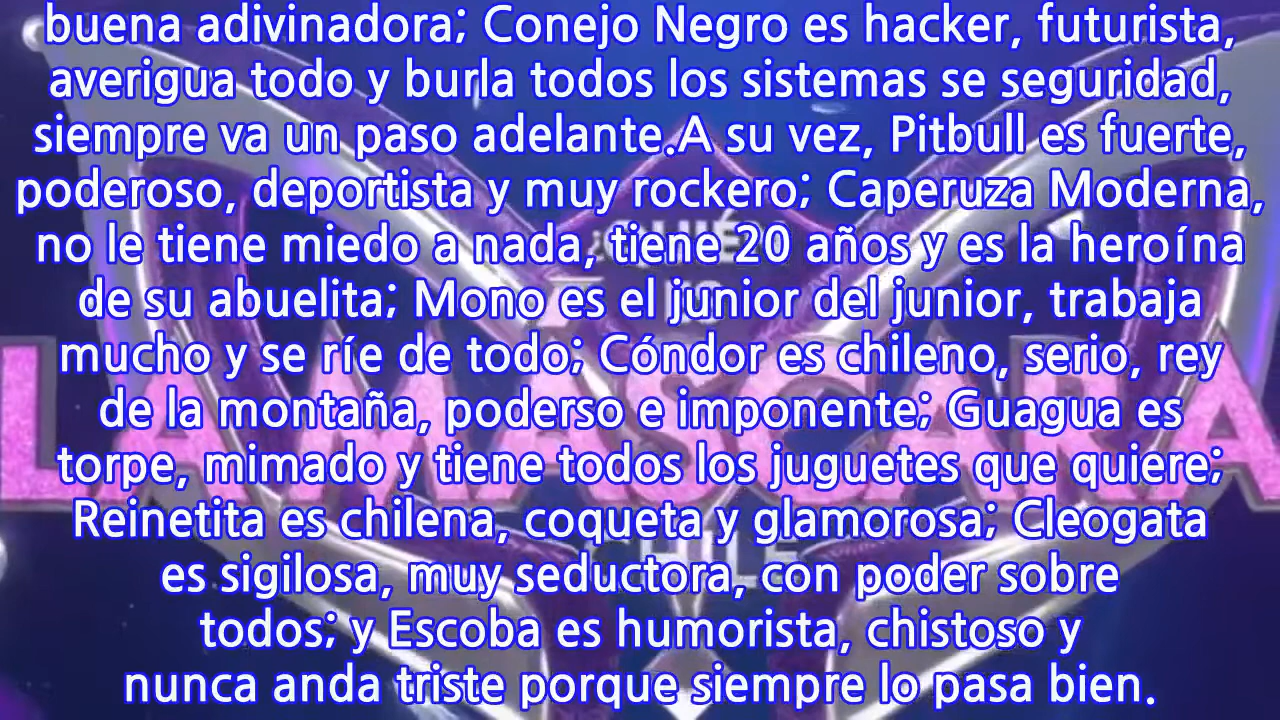 buena adivinadora; Conejo Negro es hacker, futurista,
averigua todo y burla todos los sistemas se seguridad,
siempre va un paso adelante.A su vez, Pitbull es fuerte,
poderoso, deportista y muy rockero; Caperuza Moderna,
no le tiene miedo a nada, tiene 20 años y es la heroína
de su abuelita; Mono es el junior del junior, trabaja
mucho y se ríe de todo; Cóndor es chileno, serio, rey
de la montaña, poderso e imponente; Guagua es
torpe, mimado y tiene todos los juguetes que quiere;
Reinetita es chilena, coqueta y glamorosa; Cleogata
es sigilosa, muy seductora, con poder sobre
todos; y Escoba es humorista, chistoso y
nunca anda triste porque siempre lo pasa bien.
LA MASCARA